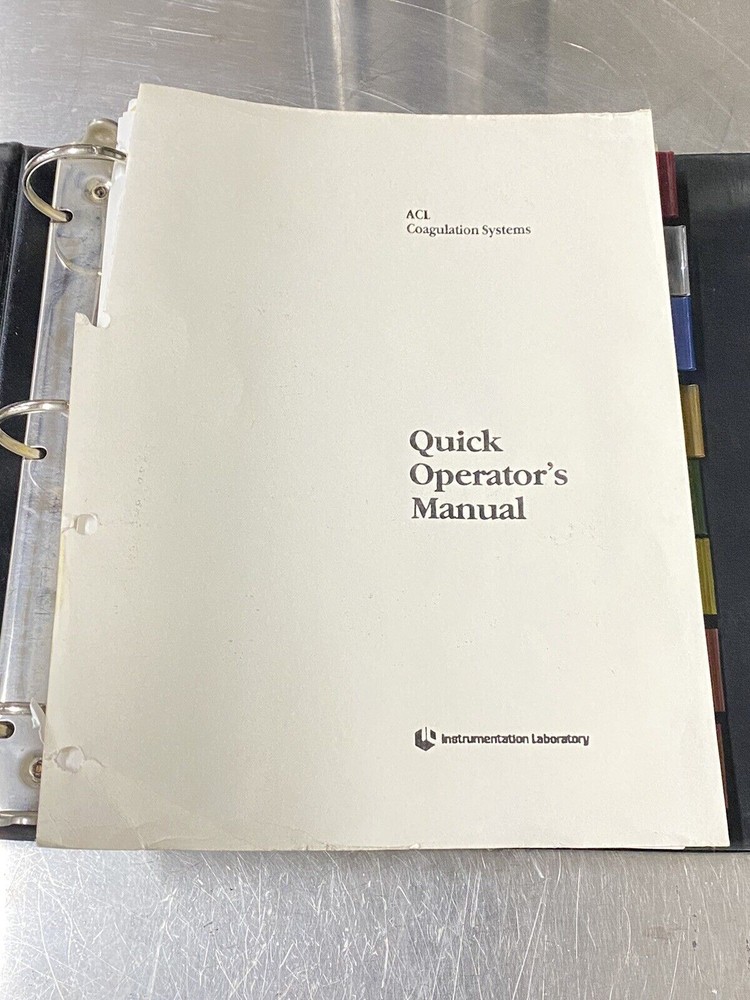 ACL
Coagulation Systems
Quick
Operator's
Manual
Instrumentation Laboratory